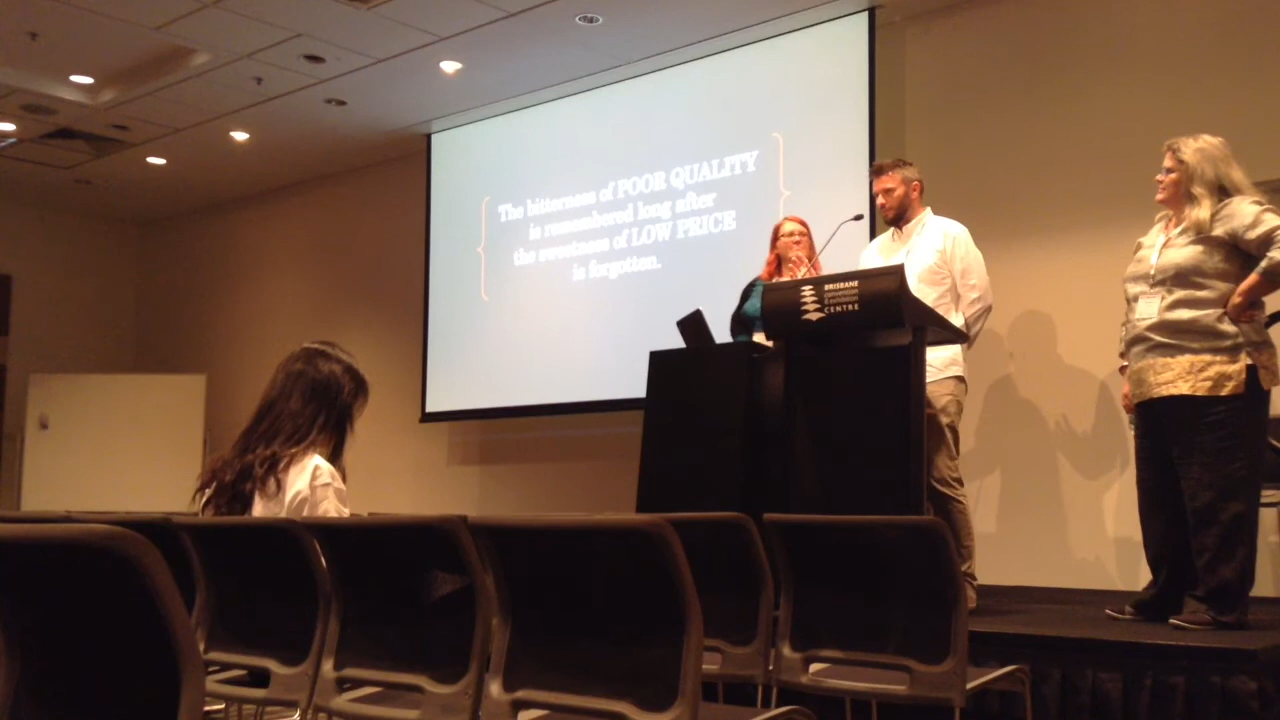 The bitterness of POOR QUALITY
is remembered long after
the sweetness of LOW PRICE
is forgotten.
BRISBANE
convention
& exhibition
CENTRE